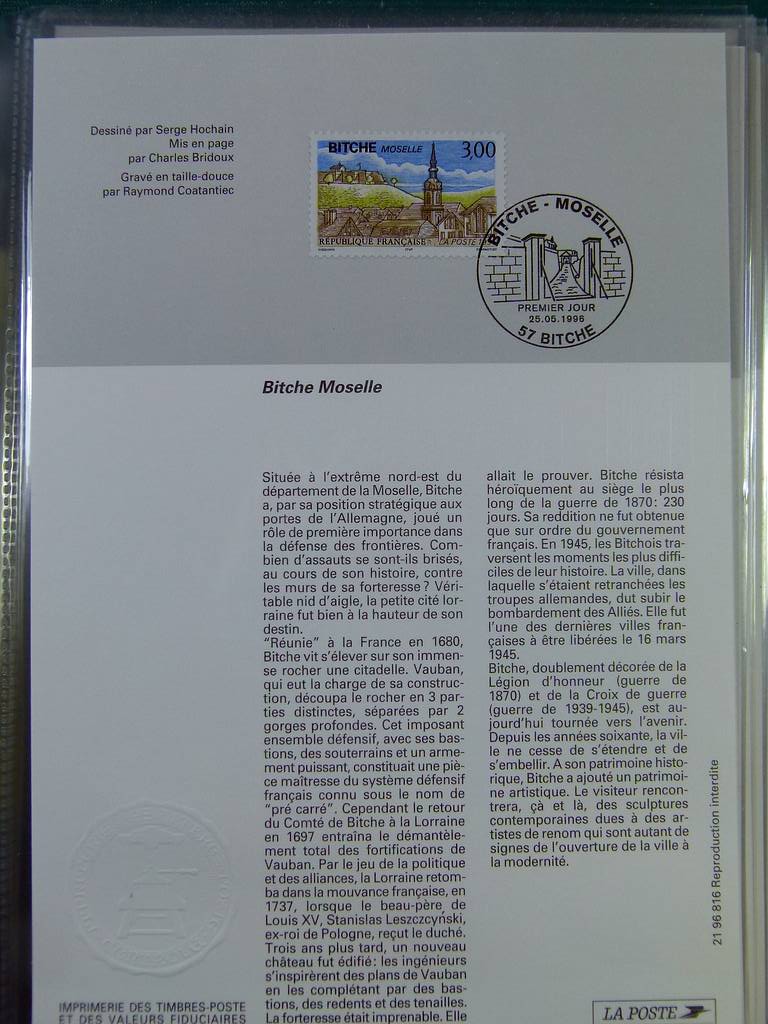 Dessiné par Serge Hochain
Mis en page
par Charles Bridoux
Gravé en taille-douce
par Raymond Coatantiec
BITCHE MOSELLE 3,00
RÉPUBLIQUE FRANÇAISE LA POSTE
BITCHE - MOSELLE
PREMIER JOUR
25.05.1996
57 BITCHE
Bitche Moselle
Située à l'extrême nord-est du
département de la Moselle, Bitche
a, par sa position stratégique aux
portes de l'Allemagne, joué un
rôle de première importance dans
la défense des frontières. Com-
bien d'assauts se sont-ils brisés,
au cours de son histoire, contre
les murs de sa forteresse ? Véri-
table nid d'aigle, la petite cité lor-
raine fut bien à la hauteur de son
destin.
"Réunie" à la France en 1680,
Bitche vit s'élever sur son immen-
se rocher une citadelle. Vauban,
qui eut la charge de sa construc-
tion, découpa le rocher en 3 par-
ties distinctes, séparées par 2
gorges profondes. Cet imposant
ensemble défensif, avec ses bas-
tions, des souterrains et un arme-
ment puissant, constituait une piè-
ce maîtresse du système défensif
français connu sous le nom de
"pré carré". Cependant le retour
du Comté de Bitche à la Lorraine
en 1697 entraîna le démantèle-
ment total des fortifications de
Vauban. Par le jeu de la politique
et des alliances, la Lorraine retom-
ba dans la mouvance française, en
1737, lorsque le beau-père de
Louis XV, Stanislas Leszczcyński,
ex-roi de Pologne, reçut le duché.
Trois ans plus tard, un nouveau
château fut édifié: les ingénieurs
s'inspirèrent des plans de Vauban
en les complétant par des bas-
tions, des redents et des tenailles.
La forteresse était imprenable. Elle
allait le prouver. Bitche résista
héroïquement au siège le plus
long de la guerre de 1870: 230
jours. Sa reddition ne fut obtenue
que sur ordre du gouvernement
français. En 1945, les Bitchois tra-
versent les moments les plus diffi-
ciles de leur histoire. La ville, dans
laquelle s'étaient retranchées les
troupes allemandes, dut subir le
bombardement des Alliés. Elle fut
l'une des dernières villes fran-
çaises à être libérées le 16 mars
1945.
Bitche, doublement décorée de la
Légion d'honneur (guerre de
1870) et de la Croix de guerre
(guerre de 1939-1945), est au-
jourd'hui tournée vers l'avenir.
Depuis les années soixante, la vil-
le ne cesse de s'étendre et de
s'embellir. A son patrimoine histo-
rique, Bitche a ajouté un patrimoi-
ne artistique. Le visiteur rencon-
trera, çà et là, des sculptures
contemporaines dues à des ar-
tistes de renom qui sont autant de
signes de l'ouverture de la ville à
la modernité.
21 96 816 Reproduction interdite
IMPRIMERIE DES TIMBRES-POSTE
ET DES VALEURS FIDUCIAIRES
LA POSTE